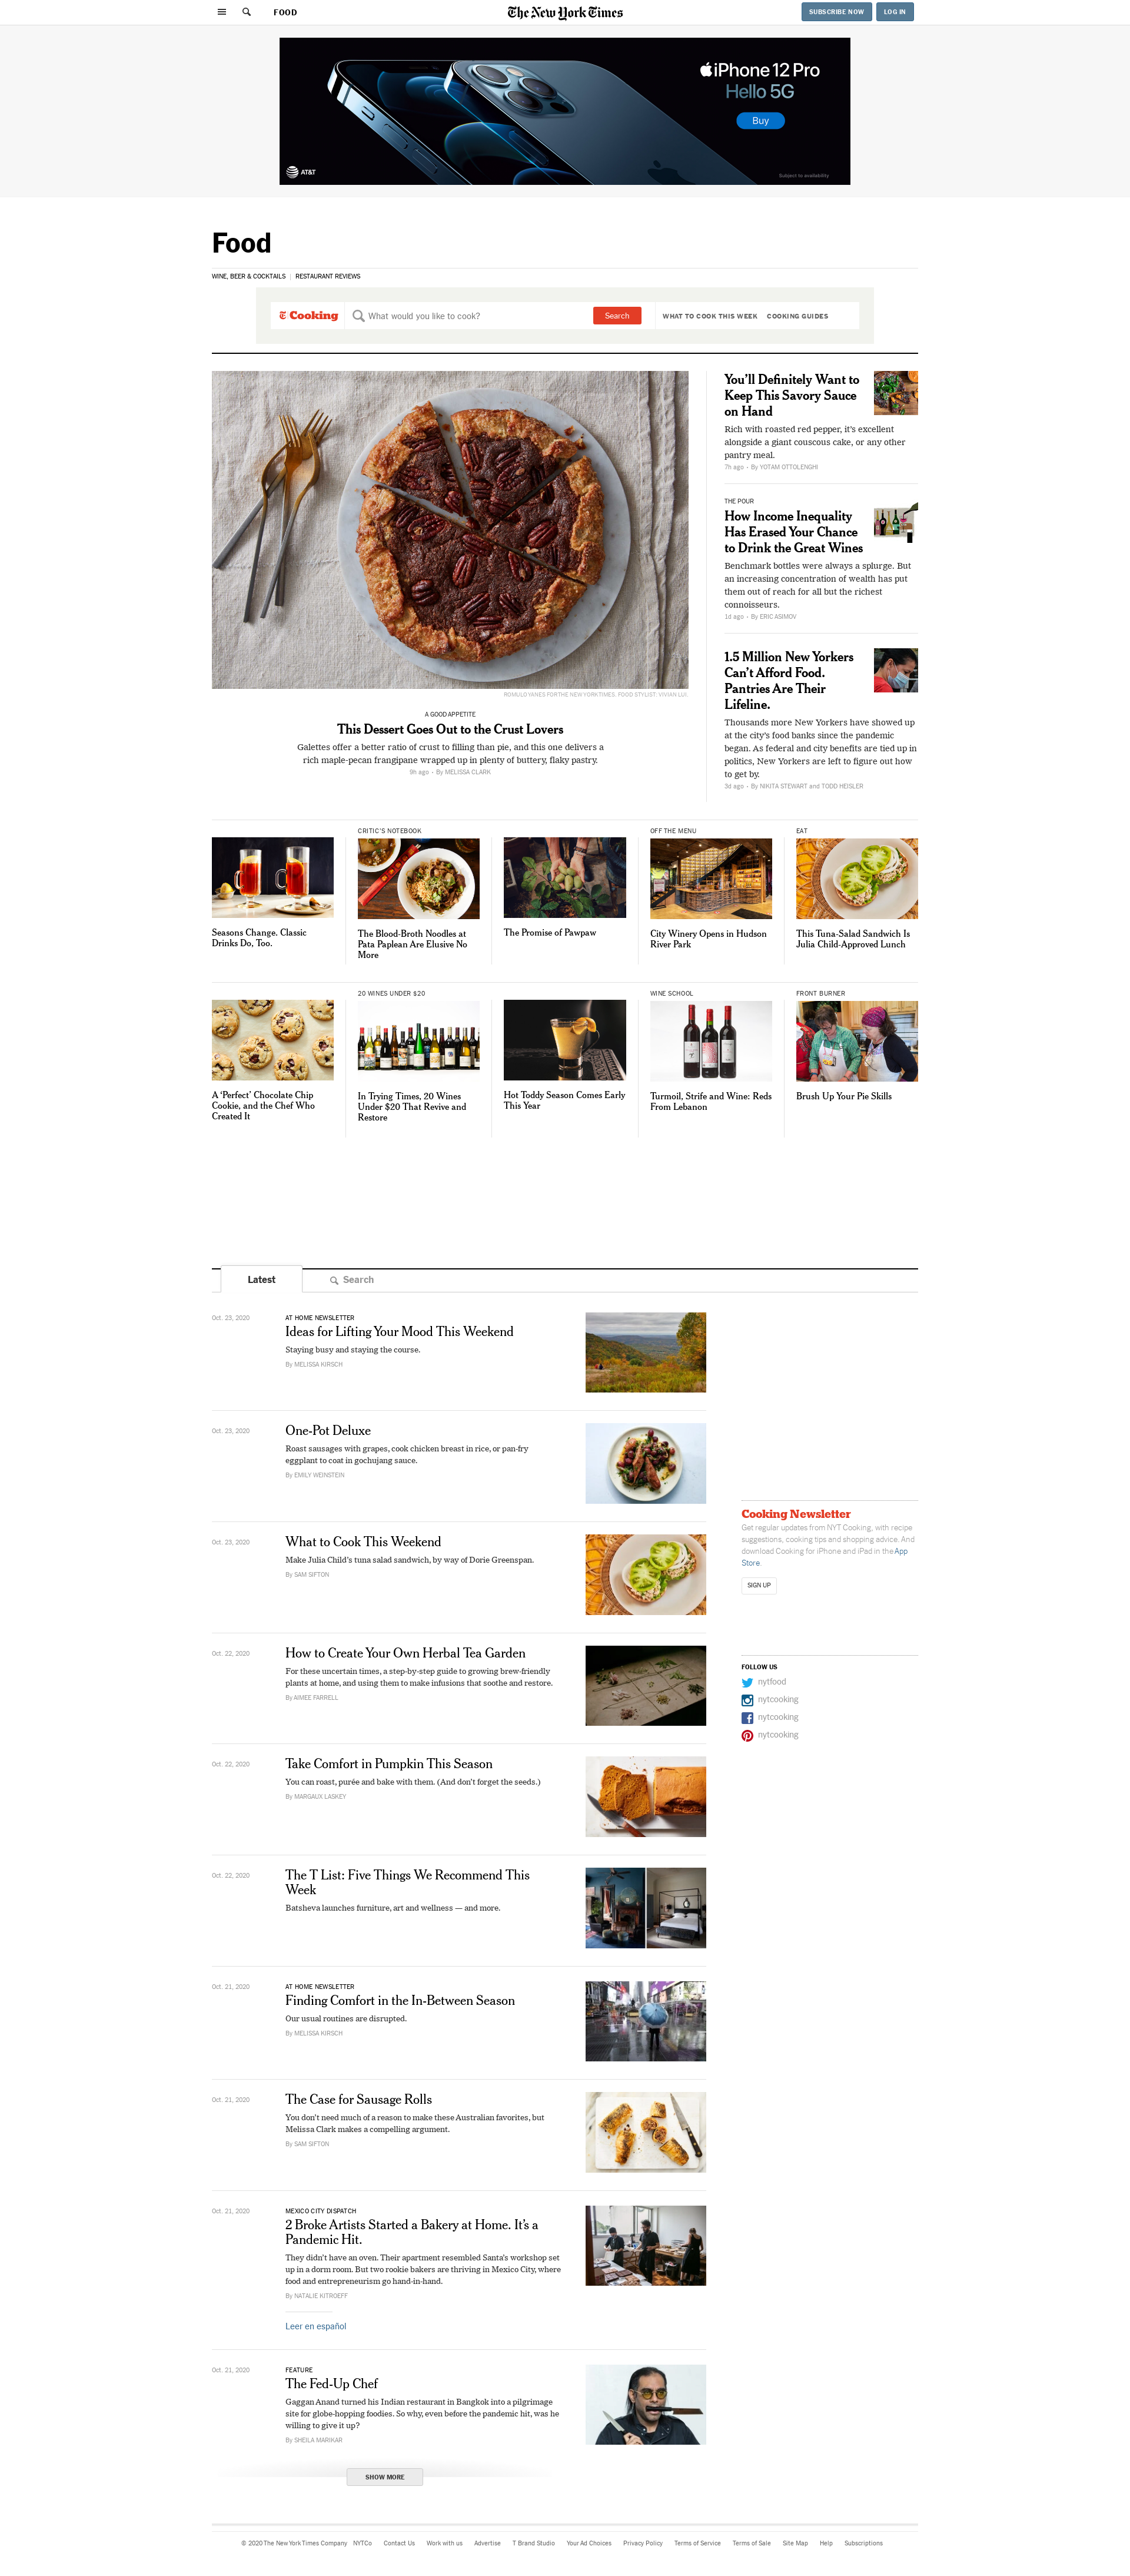 FOOD
The New York Times
SUBSCRIBE NOW
LOG IN
iPhone 12 Pro
Hello 5G
Buy
AT&T
Subject to availability
Food
WINE, BEER & COCKTAILS
RESTAURANT REVIEWS
Cooking
What would you like to cook?
Search
WHAT TO COOK THIS WEEK
COOKING GUIDES
ROMULO YANES FOR THE NEW YORK TIMES. FOOD STYLIST: VIVIAN LUI.
A GOOD APPETITE
This Dessert Goes Out to the Crust Lovers
Galettes offer a better ratio of crust to filling than pie, and this one delivers a
rich maple-pecan frangipane wrapped up in plenty of buttery, flaky pastry.
9h ago • By MELISSA CLARK
You’ll Definitely Want to
Keep This Savory Sauce
on Hand
Rich with roasted red pepper, it’s excellent
alongside a giant couscous cake, or any other
pantry meal.
7h ago • By YOTAM OTTOLENGHI
THE POUR
How Income Inequality
Has Erased Your Chance
to Drink the Great Wines
Benchmark bottles were always a splurge. But
an increasing concentration of wealth has put
them out of reach for all but the richest
connoisseurs.
1d ago • By ERIC ASIMOV
1.5 Million New Yorkers
Can’t Afford Food.
Pantries Are Their
Lifeline.
Thousands more New Yorkers have showed up
at the city’s food banks since the pandemic
began. As federal and city benefits are tied up in
politics, New Yorkers are left to figure out how
to get by.
3d ago • By NIKITA STEWART and TODD HEISLER
Seasons Change. Classic
Drinks Do, Too.
CRITIC’S NOTEBOOK
The Blood-Broth Noodles at
Pata Paplean Are Elusive No
More
The Promise of Pawpaw
OFF THE MENU
City Winery Opens in Hudson
River Park
EAT
This Tuna-Salad Sandwich Is
Julia Child-Approved Lunch
A ‘Perfect’ Chocolate Chip
Cookie, and the Chef Who
Created It
20 WINES UNDER $20
In Trying Times, 20 Wines
Under $20 That Revive and
Restore
Hot Toddy Season Comes Early
This Year
WINE SCHOOL
Turmoil, Strife and Wine: Reds
From Lebanon
FRONT BURNER
Brush Up Your Pie Skills
Latest
Search
Oct. 23, 2020
AT HOME NEWSLETTER
Ideas for Lifting Your Mood This Weekend
Staying busy and staying the course.
By MELISSA KIRSCH
Oct. 23, 2020
One-Pot Deluxe
Roast sausages with grapes, cook chicken breast in rice, or pan-fry
eggplant to coat in gochujang sauce.
By EMILY WEINSTEIN
Oct. 23, 2020
What to Cook This Weekend
Make Julia Child’s tuna salad sandwich, by way of Dorie Greenspan.
By SAM SIFTON
Oct. 22, 2020
How to Create Your Own Herbal Tea Garden
For these uncertain times, a step-by-step guide to growing brew-friendly
plants at home, and using them to make infusions that soothe and restore.
By AIMEE FARRELL
Oct. 22, 2020
Take Comfort in Pumpkin This Season
You can roast, purée and bake with them. (And don’t forget the seeds.)
By MARGAUX LASKEY
Oct. 22, 2020
The T List: Five Things We Recommend This
Week
Batsheva launches furniture, art and wellness — and more.
Oct. 21, 2020
AT HOME NEWSLETTER
Finding Comfort in the In-Between Season
Our usual routines are disrupted.
By MELISSA KIRSCH
Oct. 21, 2020
The Case for Sausage Rolls
You don’t need much of a reason to make these Australian favorites, but
Melissa Clark makes a compelling argument.
By SAM SIFTON
Oct. 21, 2020
MEXICO CITY DISPATCH
2 Broke Artists Started a Bakery at Home. It’s a
Pandemic Hit.
They didn’t have an oven. Their apartment resembled Santa’s workshop set
up in a dorm room. But two rookie bakers are thriving in Mexico City, where
food and entrepreneurism go hand-in-hand.
By NATALIE KITROEFF
Leer en español
Oct. 21, 2020
FEATURE
The Fed-Up Chef
Gaggan Anand turned his Indian restaurant in Bangkok into a pilgrimage
site for globe-hopping foodies. So why, even before the pandemic hit, was he
willing to give it up?
By SHEILA MARIKAR
SHOW MORE
Cooking Newsletter
Get regular updates from NYT Cooking, with recipe
suggestions, cooking tips and shopping advice. And
download Cooking for iPhone and iPad in the App
Store.
SIGN UP
FOLLOW US
nytfood
nytcooking
nytcooking
nytcooking
© 2020 The New York Times Company
NYTCo
Contact Us
Work with us
Advertise
T Brand Studio
Your Ad Choices
Privacy Policy
Terms of Service
Terms of Sale
Site Map
Help
Subscriptions